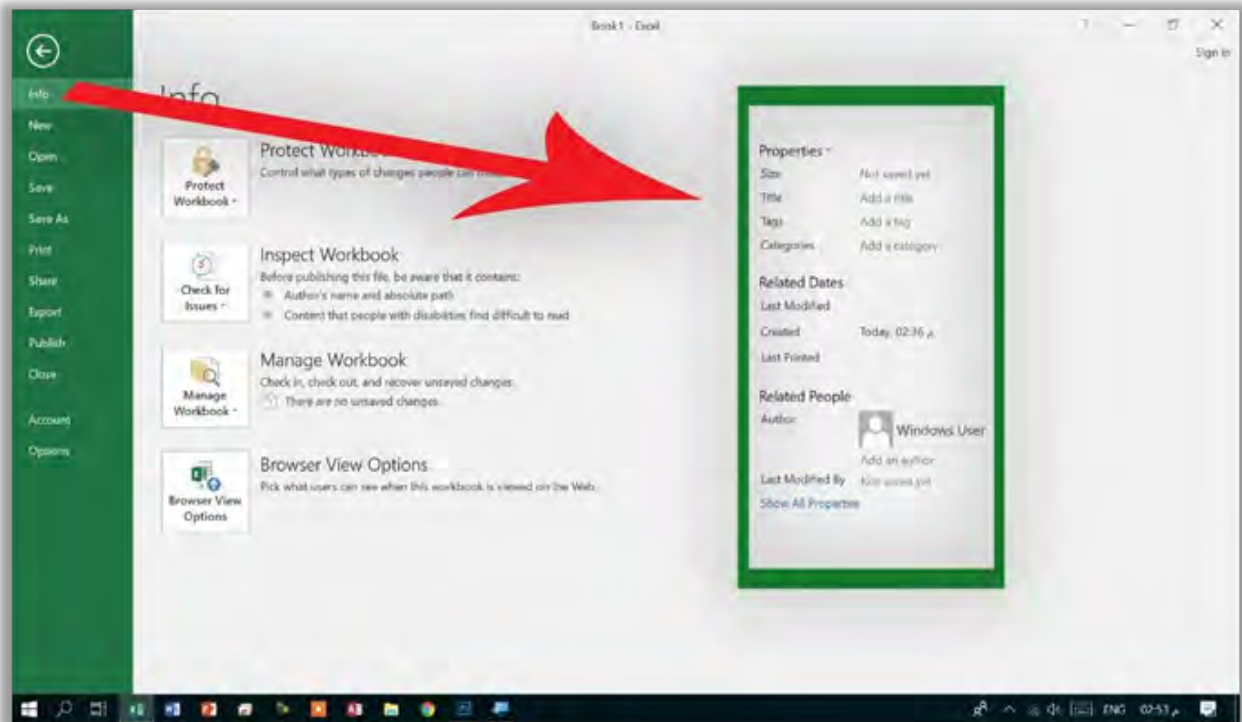 Book1 - Excel
?
Sign in
Info
New
Open
Save
Save As
Print
Share
Export
Publish
Close
Account
Options
Info
Protect
Workbook
Protect
Control what types of changes people can
Check for
Issues
Inspect Workbook
Before publishing this file, be aware that it contains:
Author's name and absolute path
Content that people with disabilities find difficult to read
Manage
Workbook
Manage Workbook
Check in, check out, and recover unsaved changes.
There are no unsaved changes.
Browser View
Options
Browser View Options
Pick what users can see when this workbook is viewed on the Web.
Properties
Size Not saved yet
Title Add a title
Tags Add a tag
Categories Add a category
Related Dates
Last Modified
Created Today, 02:36 م
Last Printed
Related People
Author Windows User
Add an author
Last Modified By Not saved yet
Show All Properties
ENG 02:53 م